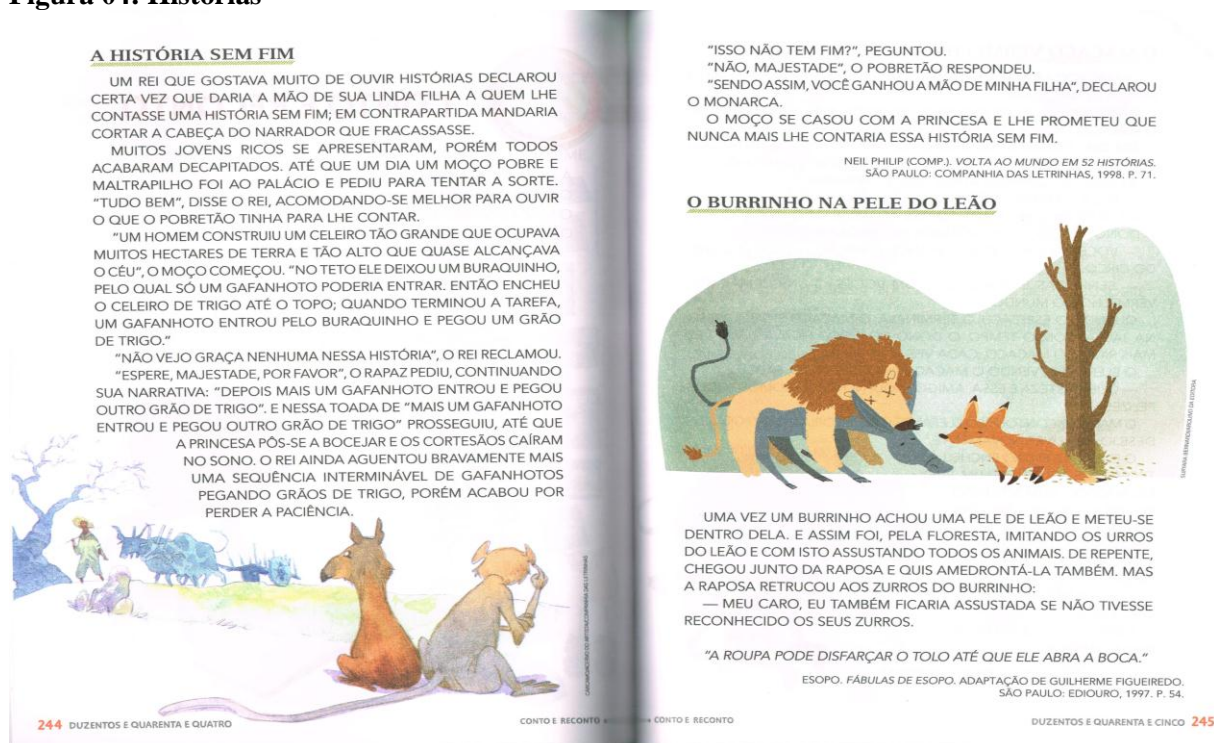 Figura 04: Histórias
A HISTÓRIA SEM FIM
UM REI QUE GOSTAVA MUITO DE OUVIR HISTÓRIAS DECLAROU
CERTA VEZ QUE DARIA A MÃO DE SUA LINDA FILHA A QUEM LHE
CONTASSE UMA HISTÓRIA SEM FIM; EM CONTRAPARTIDA MANDARIA
CORTAR A CABEÇA DO NARRADOR QUE FRACASSASSE.
MUITOS JOVENS RICOS SE APRESENTARAM, PORÉM TODOS
ACABARAM DECAPITADOS. ATÉ QUE UM DIA UM MOÇO POBRE E
MALTRAPILHO FOI AO PALÁCIO E PEDIU PARA TENTAR A SORTE.
"TUDO BEM", DISSE O REI, ACOMODANDO-SE MELHOR PARA OUVIR
O QUE O POBRETÃO TINHA PARA LHE CONTAR.
"UM HOMEM CONSTRUIU UM CELEIRO TÃO GRANDE QUE OCUPAVA
MUITOS HECTARES DE TERRA E TÃO ALTO QUE QUASE ALCANÇAVA
O CÉU", O MOÇO COMEÇOU. "NO TETO ELE DEIXOU UM BURAQUINHO,
PELO QUAL SÓ UM GAFANHOTO PODERIA ENTRAR. ENTÃO ENCHEU
O CELEIRO DE TRIGO ATÉ O TOPO; QUANDO TERMINOU A TAREFA,
UM GAFANHOTO ENTROU PELO BURAQUINHO E PEGOU UM GRÃO
DE TRIGO."
"NÃO VEJO GRAÇA NENHUMA NESSA HISTÓRIA", O REI RECLAMOU.
"ESPERE, MAJESTADE, POR FAVOR", O RAPAZ PEDIU, CONTINUANDO
SUA NARRATIVA: "DEPOIS MAIS UM GAFANHOTO ENTROU E PEGOU
OUTRO GRÃO DE TRIGO". E NESSA TOADA DE "MAIS UM GAFANHOTO
ENTROU E PEGOU OUTRO GRÃO DE TRIGO" PROSSEGUIU, ATÉ QUE
A PRINCESA PÔS-SE A BOCEJAR E OS CORTESÃOS CAÍRAM
NO SONO. O REI AINDA AGUENTOU BRAVAMENTE MAIS
UMA SEQUÊNCIA INTERMINÁVEL DE GAFANHOTOS
PEGANDO GRÃOS DE TRIGO, PORÉM ACABOU POR
PERDER A PACIÊNCIA.
244 DUZENTOS E QUARENTA E QUATRO
CONTO E RECONTO
"ISSO NÃO TEM FIM?", PEGUNTOU.
"NÃO, MAJESTADE", O POBRETÃO RESPONDEU.
"SENDO ASSIM, VOCÊ GANHOU A MÃO DE MINHA FILHA", DECLAROU
O MONARCA.
O MOÇO SE CASOU COM A PRINCESA E LHE PROMETEU QUE
NUNCA MAIS LHE CONTARIA ESSA HISTÓRIA SEM FIM.
NEIL PHILIP (COMP.). VOLTA AO MUNDO EM 52 HISTÓRIAS.
SÃO PAULO: COMPANHIA DAS LETRINHAS, 1998. P. 71.
O BURRINHO NA PELE DO LEÃO
UMA VEZ UM BURRINHO ACHOU UMA PELE DE LEÃO E METEU-SE
DENTRO DELA. E ASSIM FOI, PELA FLORESTA, IMITANDO OS URROS
DO LEÃO E COM ISTO ASSUSTANDO TODOS OS ANIMAIS. DE REPENTE,
CHEGOU JUNTO DA RAPOSA E QUIS AMEDRONTÁ-LA TAMBÉM. MAS
A RAPOSA RETRUCOU AOS ZURROS DO BURRINHO:
— MEU CARO, EU TAMBÉM FICARIA ASSUSTADA SE NÃO TIVESSE
RECONHECIDO OS SEUS ZURROS.
"A ROUPA PODE DISFARÇAR O TOLO ATÉ QUE ELE ABRA A BOCA."
ESOPO. FÁBULAS DE ESOPO. ADAPTAÇÃO DE GUILHERME FIGUEIREDO.
SÃO PAULO: EDIOURO, 1997. P. 54.
CONTO E RECONTO
DUZENTOS E QUARENTA E CINCO 245